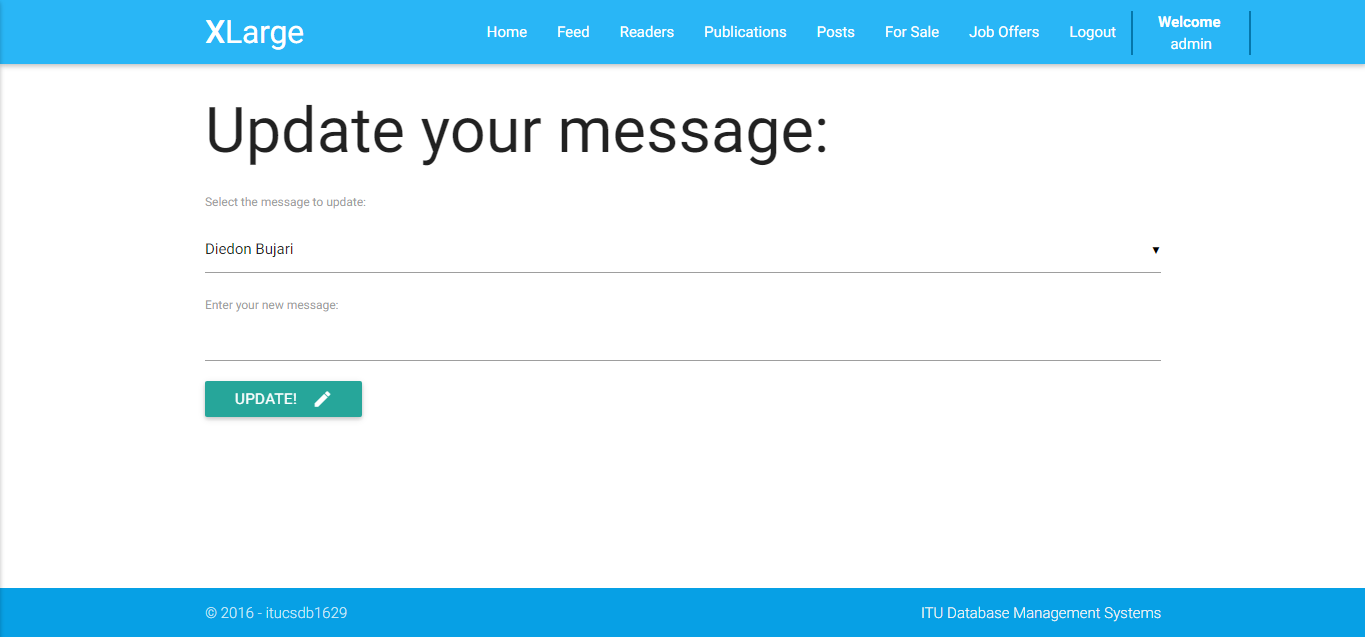 XLarge
Home Feed Readers Publications Posts For Sale Job Offers Logout
Welcome
admin
Update your message:
Select the message to update:
Diedon Bujari
Enter your new message:
UPDATE!
© 2016 - itucsdb1629
ITU Database Management Systems